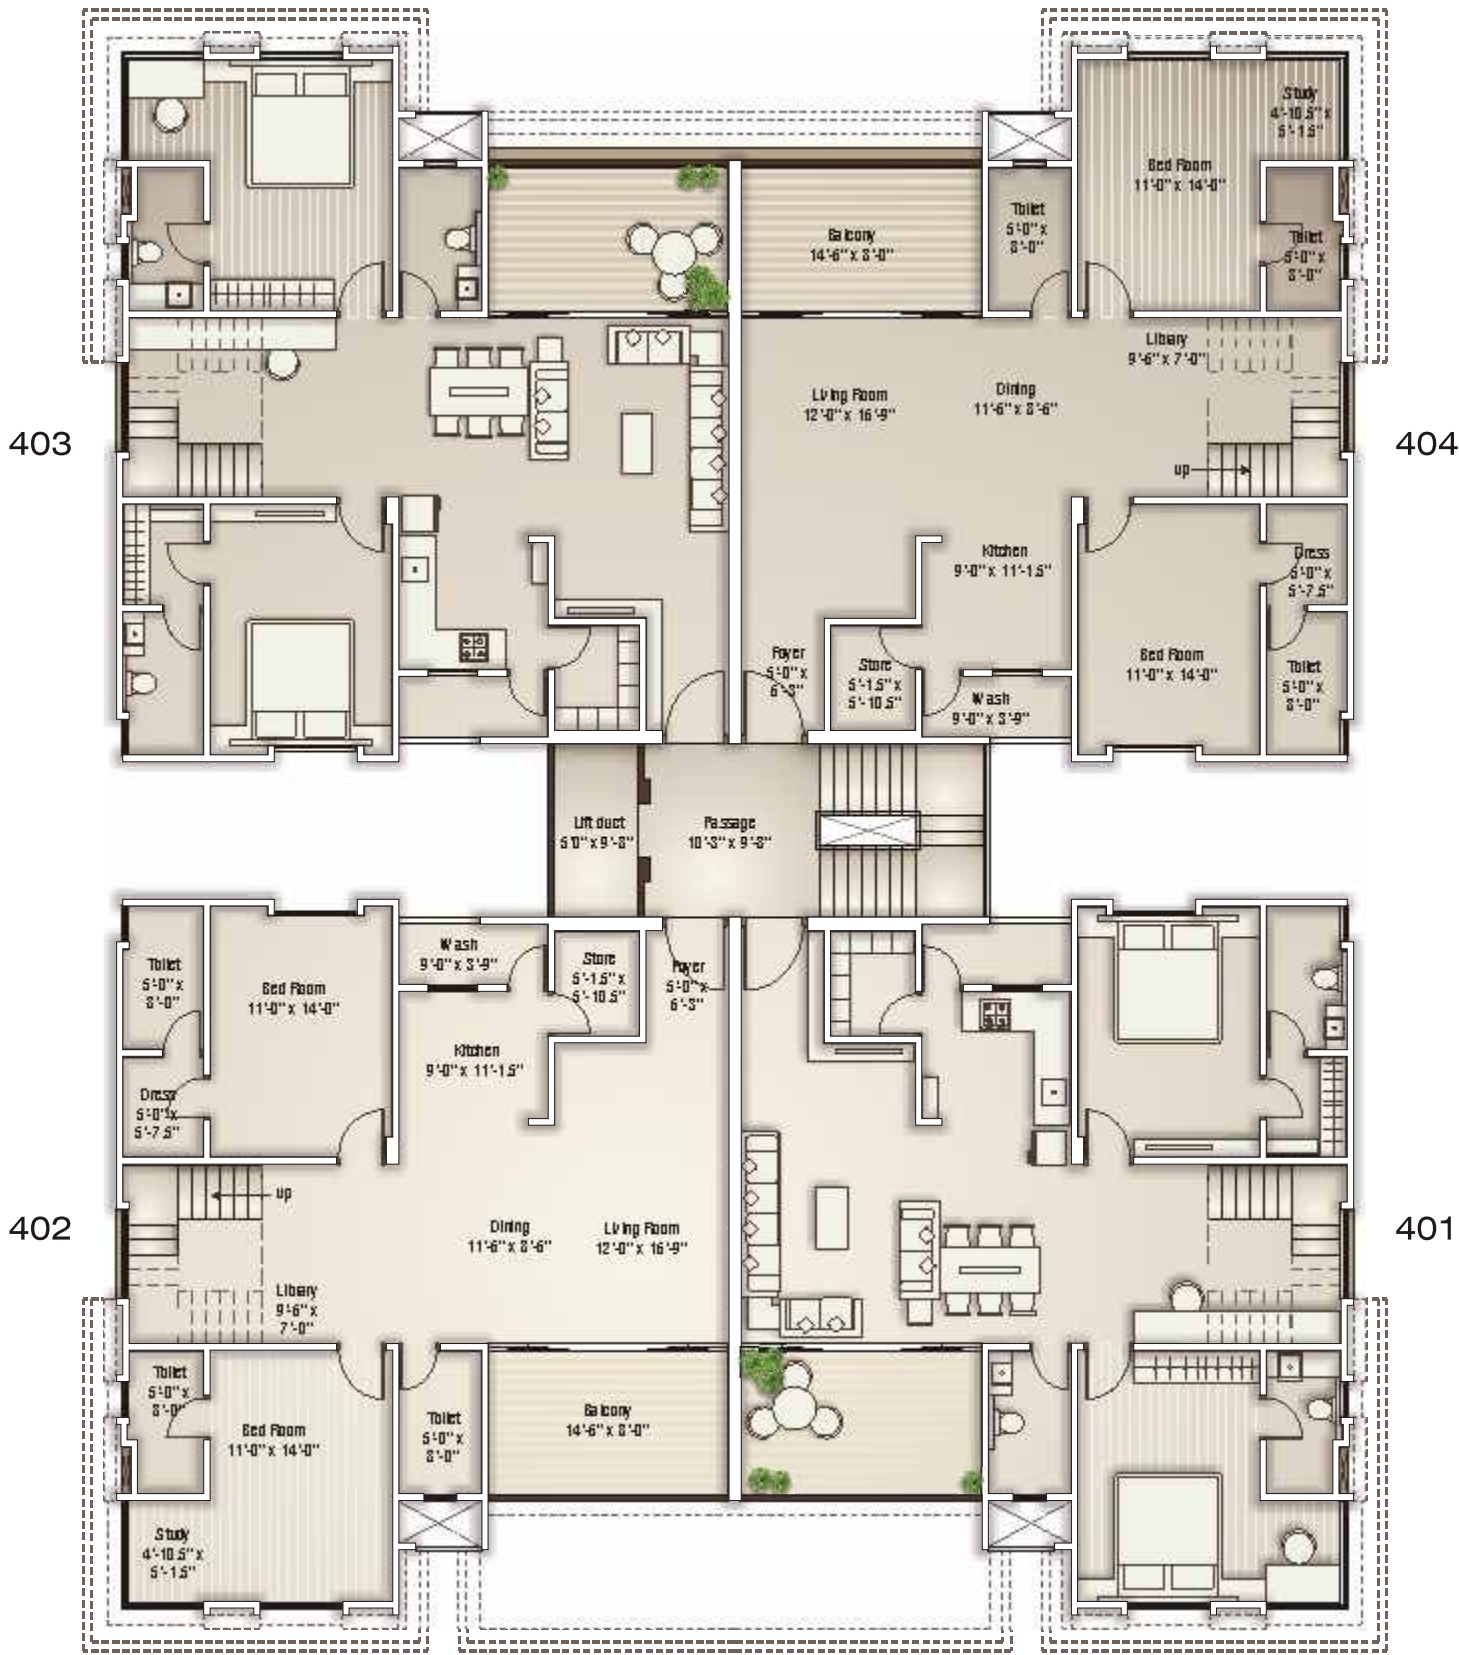 Study
4'-10.5" x
5'-1.5"
Bed Room
11'-0" x 14'-0"
Toilet
5'-0" x
8'-0"
Toilet
5'-0" x
8'-0"
Balcony
14'-6" x 8'-0"
Library
9'-6" x 7'-0"
Living Room
12'-0" x 16'-9"
Dining
11'-6" x 8'-6"
403
404
up
Kitchen
9'-0" x 11'-1.5"
Dress
5'-0" x
5'-7.5"
Foyer
5'-0" x
6'-3"
Store
5'-1.5" x
5'-10.5"
Bed Room
11'-0" x 14'-0"
Toilet
5'-0" x
8'-0"
Wash
9'-0" x 3'-9"
Lift duct
5'0" x 9'-8"
Passage
10'-3" x 9'-8"
Toilet
5'-0" x
8'-0"
Bed Room
11'-0" x 14'-0"
Wash
9'-0" x 3'-9"
Store
5'-1.5" x
5'-10.5"
Foyer
5'-0" x
6'-3"
Kitchen
9'-0" x 11'-1.5"
Dress
5'-0" x
5'-7.5"
up
402
401
Dining
11'-6" x 8'-6"
Living Room
12'-0" x 16'-9"
Library
9'-6" x
7'-0"
Toilet
5'-0" x
8'-0"
Bed Room
11'-0" x 14'-0"
Toilet
5'-0" x
8'-0"
Balcony
14'-6" x 8'-0"
Study
4'-10.5" x
5'-1.5"